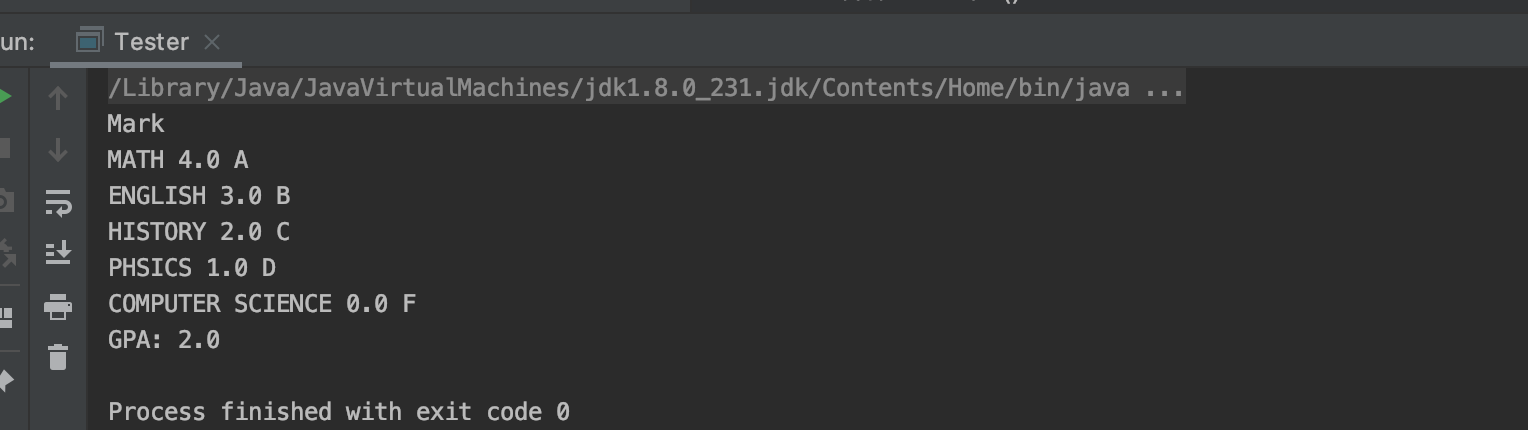 un:
Tester
/Library/Java/JavaVirtualMachines/jdk1.8.0_231.jdk/Contents/Home/bin/java ...
Mark
MATH 4.0 A
ENGLISH 3.0 B
HISTORY 2.0 C
PHSICS 1.0 D
COMPUTER SCIENCE 0.0 F
GPA: 2.0
Process finished with exit code 0